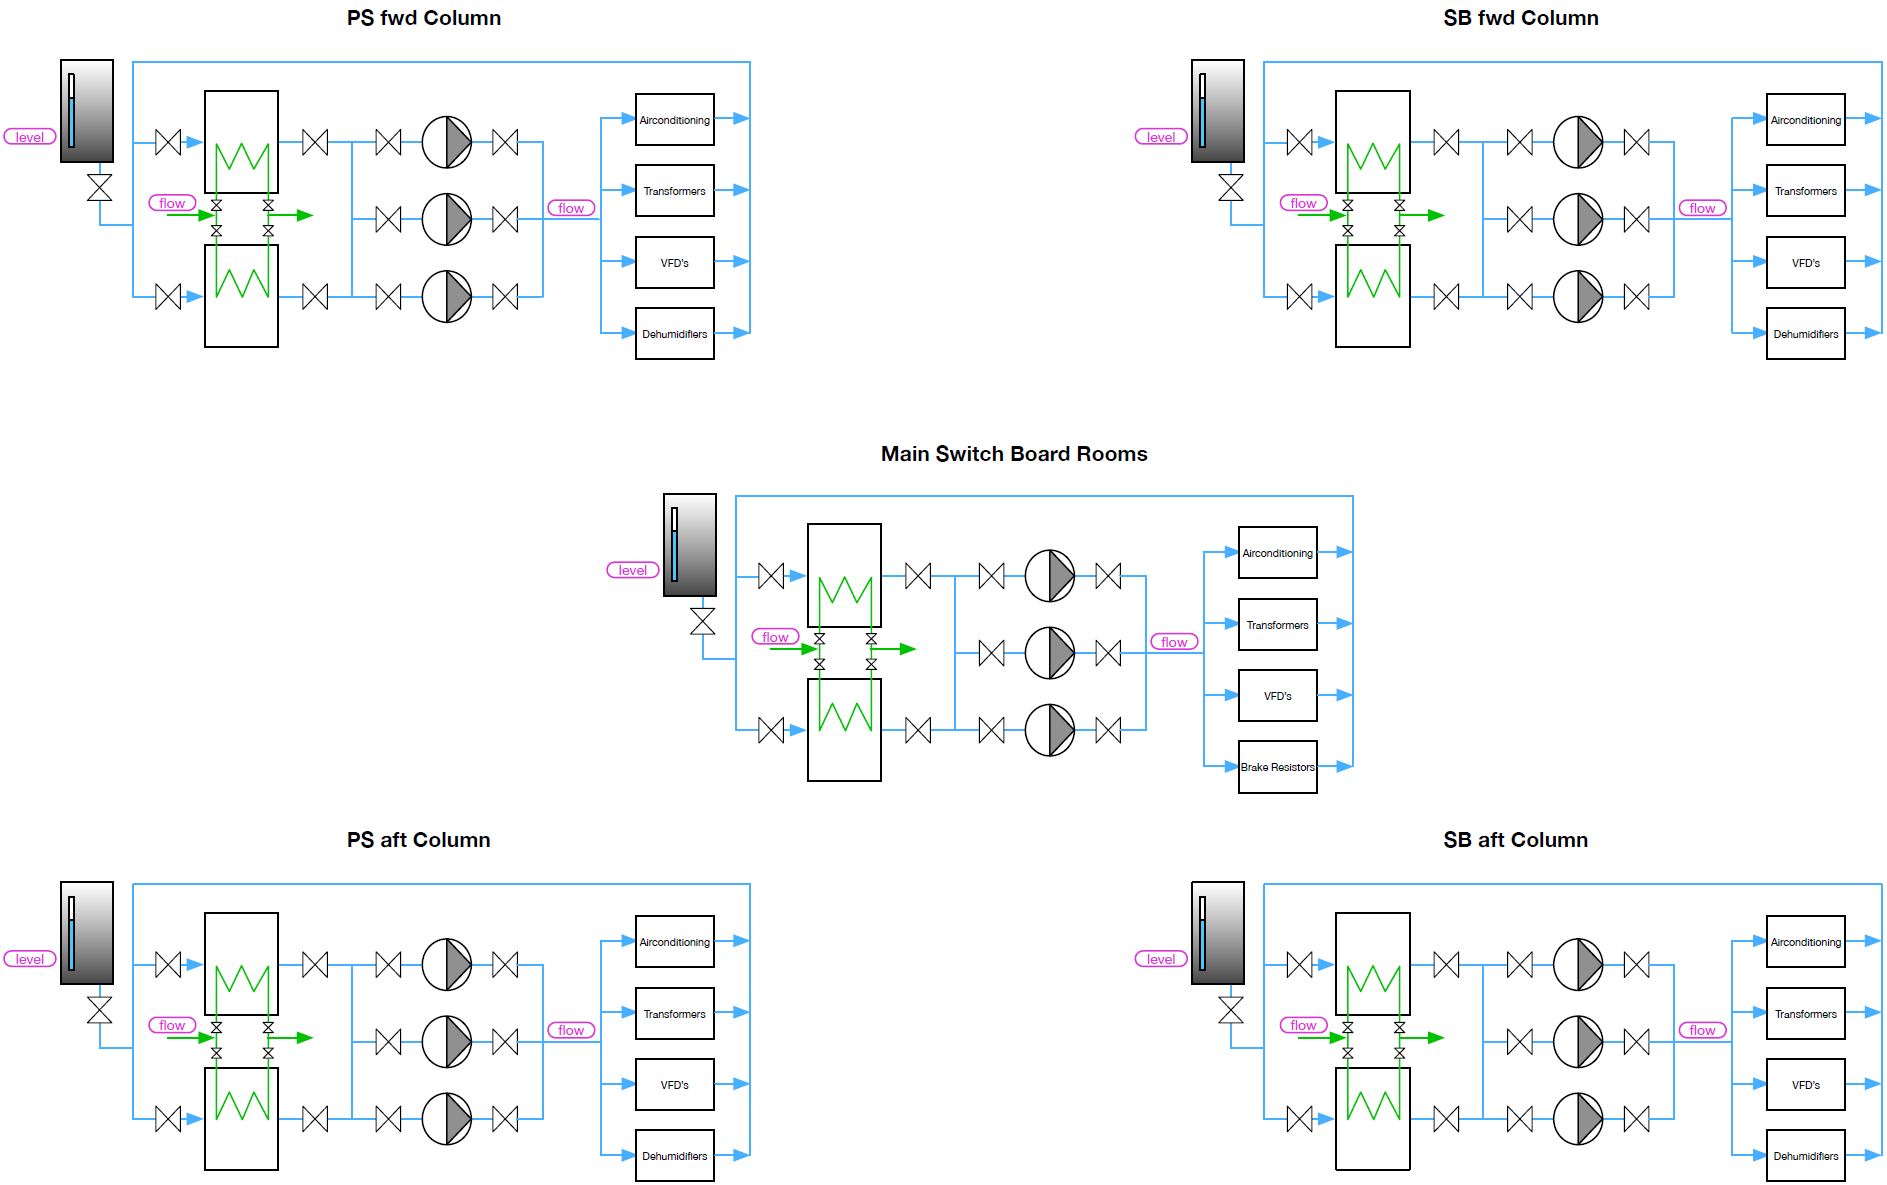 PS fwd Column
level
flow
flow
Airconditioning
Transformers
VFD's
Dehumidifiers
SB fwd Column
level
flow
flow
Airconditioning
Transformers
VFD's
Dehumidifiers
Main Switch Board Rooms
level
flow
flow
Airconditioning
Transformers
VFD's
Brake Resistors
PS aft Column
level
flow
flow
Airconditioning
Transformers
VFD's
Dehumidifiers
SB aft Column
level
flow
flow
Airconditioning
Transformers
VFD's
Dehumidifiers